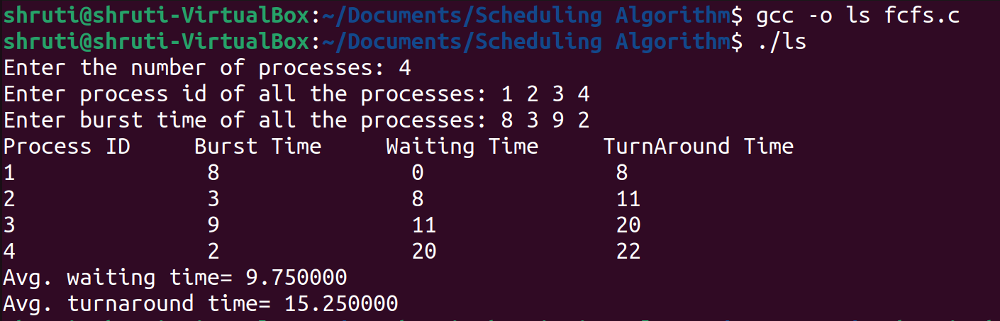 shruti@shruti-VirtualBox:~/Documents/Scheduling Algorithm$ gcc -o ls fcfs.c
shruti@shruti-VirtualBox:~/Documents/Scheduling Algorithm$ ./ls
Enter the number of processes: 4
Enter process id of all the processes: 1 2 3 4
Enter burst time of all the processes: 8 3 9 2
Process ID     Burst Time     Waiting Time     TurnAround Time
1               8               0               8
2               3               8               11
3               9               11              20
4               2               20              22
Avg. waiting time= 9.750000
Avg. turnaround time= 15.250000